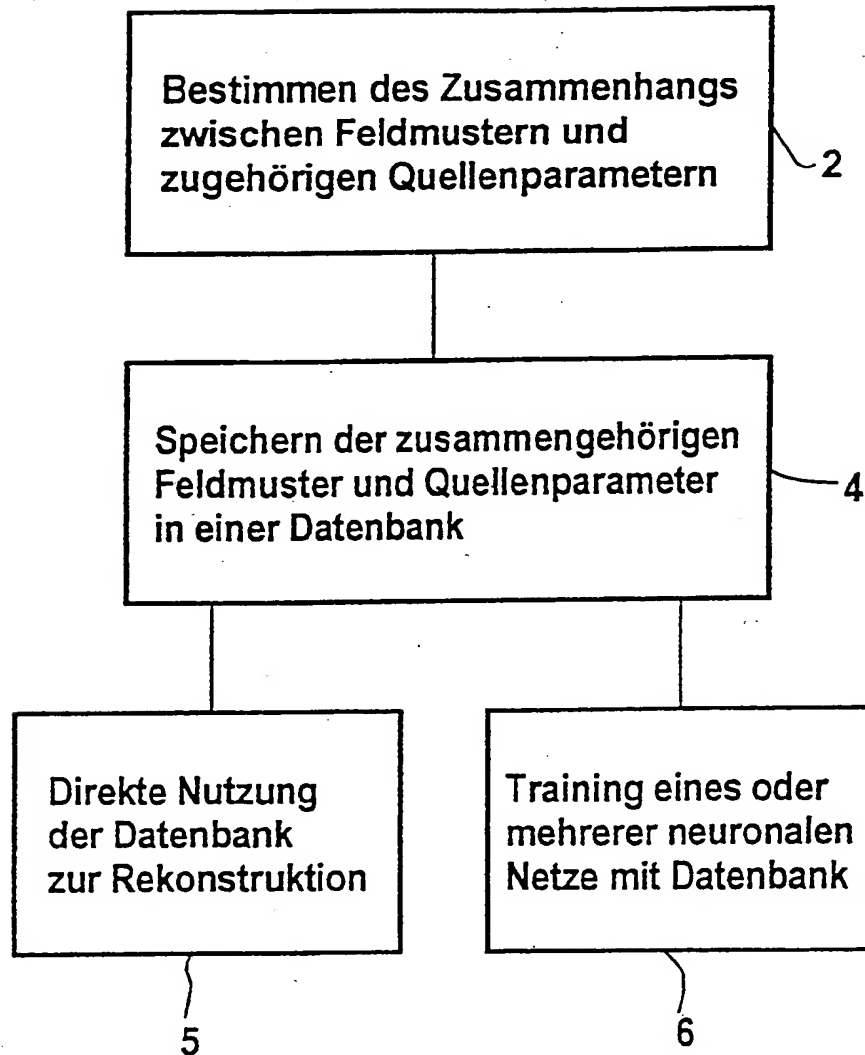 Bestimmen des Zusammenhangs
zwischen Feldmustern und
zugehörigen Quellenparametern
2
Speichern der zusammengehörigen
Feldmuster und Quellenparameter
in einer Datenbank
4
Direkte Nutzung
der Datenbank
zur Rekonstruktion
5
Training eines oder
mehrerer neuronalen
Netze mit Datenbank
6